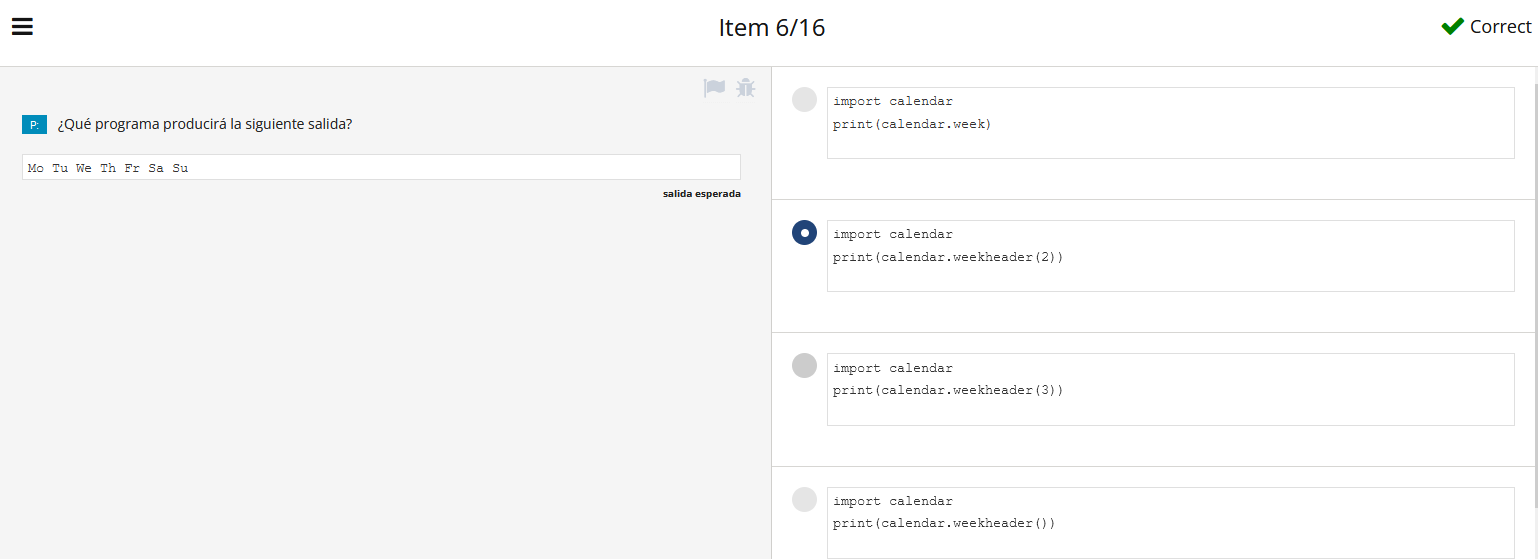 Item 6/16
Correct
P: ¿Qué programa producirá la siguiente salida?
Mo Tu We Th Fr Sa Su
salida esperada
import calendar
print(calendar.week)
import calendar
print(calendar.weekheader(2))
import calendar
print(calendar.weekheader(3))
import calendar
print(calendar.weekheader())